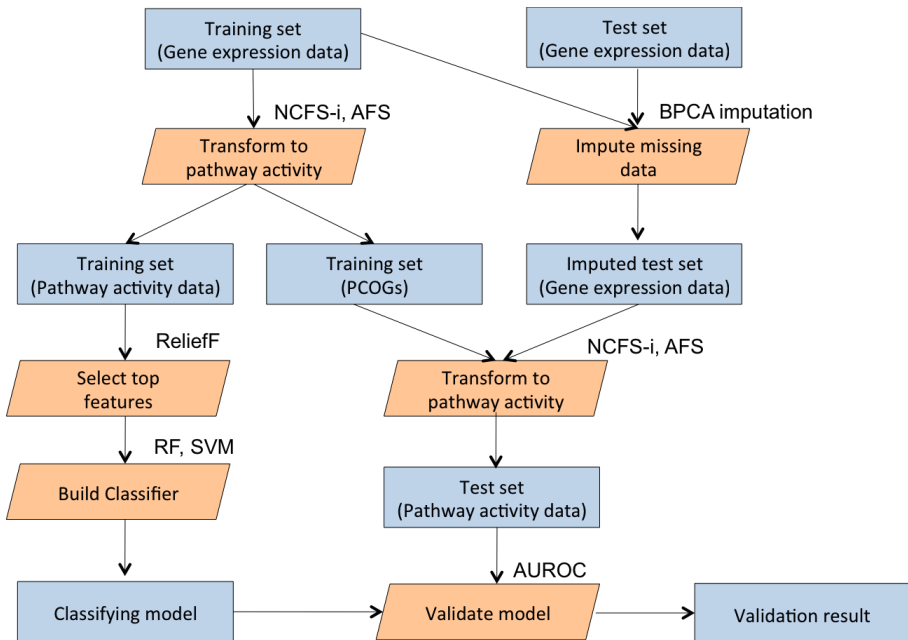 Training set
(Gene expression data)
Test set
(Gene expression data)
NCFS-i, AFS
BPCA imputation
Transform to
pathway activity
Impute missing
data
Training set
(Pathway activity data)
Training set
(PCOGs)
Imputed test set
(Gene expression data)
ReliefF
NCFS-i, AFS
Select top
features
Transform to
pathway activity
RF, SVM
Build Classifier
Test set
(Pathway activity data)
AUROC
Classifying model
Validate model
Validation result